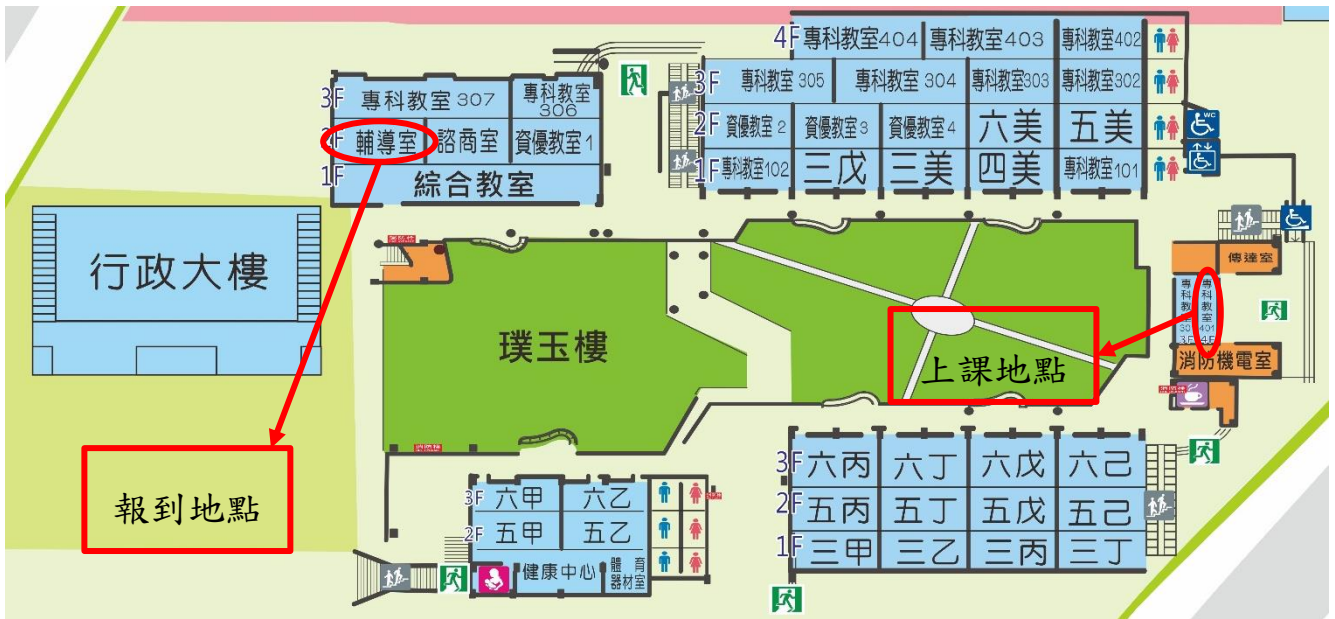 4F 專科教室404 專科教室403 專科教室402
3F 專科教室 305 專科教室 304 專科教室303 專科教室302
2F 資優教室 2 資優教室3 資優教室4 六美 五美
1F 專科教室102 三戊 三美 四美 專科教室101
WC
3F 專科教室 307 專科教室 306
2F 輔導室 諮商室 資優教室1
1F 綜合教室
行政大樓
璞玉樓
傳達室
專科教室 301 3F
專科教室 401 4F
消防機電室
上課地點
報到地點
3F 六甲 六乙
2F 五甲 五乙
健康中心 體育器材室
3F 六丙 六丁 六戊 六己
2F 五丙 五丁 五戊 五己
1F 三甲 三乙 三丙 三丁